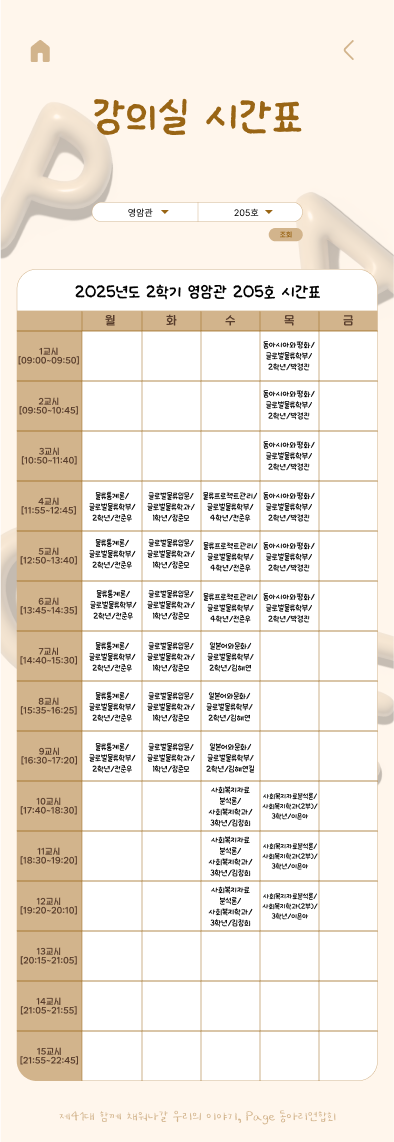 강의실 시간표
영암관 205호
조회
2025년도 2학기 영암관 205호 시간표
월 화 수 목 금
1교시
[09:00~09:50]
동아시아와 평화/
글로벌물류학부/
2학년/박경진
2교시
[09:50~10:45]
동아시아와 평화/
글로벌물류학부/
2학년/박경진
3교시
[10:50~11:40]
동아시아와 평화/
글로벌물류학부/
2학년/박경진
4교시
[11:55~12:45]
물류통계론/
글로벌물류학부/
2학년/전준우
글로벌물류입문/
글로벌물류학과/
1학년/장준모
물류프로젝트관리/
글로벌물류학부/
4학년/전준우
동아시아와 평화/
글로벌물류학부/
2학년/박경진
5교시
[12:50~13:40]
물류통계론/
글로벌물류학부/
2학년/전준우
글로벌물류입문/
글로벌물류학과/
1학년/장준모
물류프로젝트관리/
글로벌물류학부/
4학년/전준우
동아시아와 평화/
글로벌물류학부/
2학년/박경진
6교시
[13:45~14:35]
물류통계론/
글로벌물류학부/
2학년/전준우
글로벌물류입문/
글로벌물류학과/
1학년/장준모
물류프로젝트관리/
글로벌물류학부/
4학년/전준우
동아시아와 평화/
글로벌물류학부/
2학년/박경진
7교시
[14:40~15:30]
물류통계론/
글로벌물류학부/
2학년/전준우
글로벌물류입문/
글로벌물류학과/
1학년/장준모
일본어와문화/
글로벌물류학부/
2학년/김해연
8교시
[15:35~16:25]
물류통계론/
글로벌물류학부/
2학년/전준우
글로벌물류입문/
글로벌물류학과/
1학년/장준모
일본어와문화/
글로벌물류학부/
2학년/김해연
9교시
[16:30~17:20]
물류통계론/
글로벌물류학부/
2학년/전준우
글로벌물류입문/
글로벌물류학과/
1학년/장준모
일본어와문화/
글로벌물류학부/
2학년/김해연길
10교시
[17:40~18:30]
사회복지자료
분석론/
사회복지학과/
3학년/김창희
사회복지자료분석론/
사회복지학과(2부)/
3학년/이은아
11교시
[18:30~19:20]
사회복지자료
분석론/
사회복지학과/
3학년/김창희
사회복지자료분석론/
사회복지학과(2부)/
3학년/이은아
12교시
[19:20~20:10]
사회복지자료
분석론/
사회복지학과/
3학년/김창희
사회복지자료분석론/
사회복지학과(2부)/
3학년/이은아
13교시
[20:15~21:05]
14교시
[21:05~21:55]
15교시
[21:55~22:45]
제41대 함께 채워나갈 우리의 이야기, Page 동아리연합회